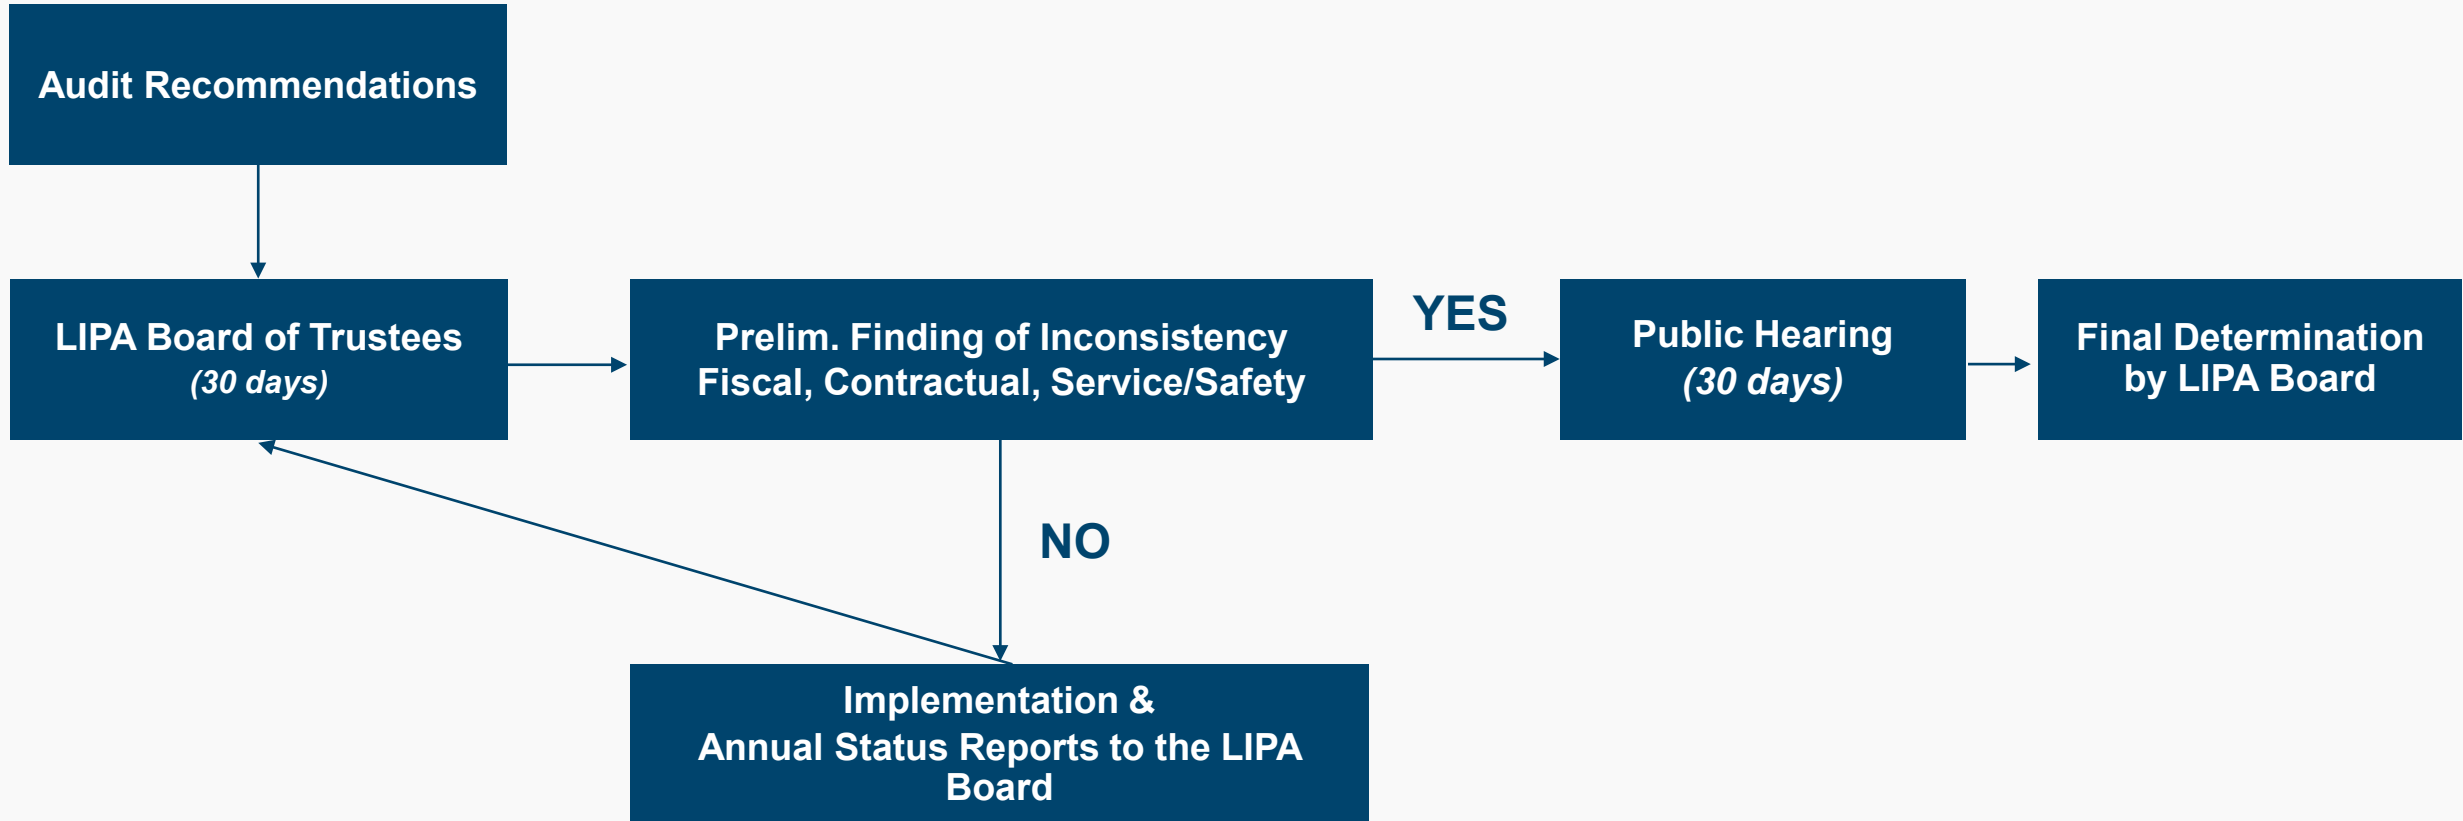 Audit Recommendations
LIPA Board of Trustees
(30 days)
Prelim. Finding of Inconsistency
Fiscal, Contractual, Service/Safety
YES
Public Hearing
(30 days)
Final Determination
by LIPA Board
NO
Implementation &
Annual Status Reports to the LIPA
Board